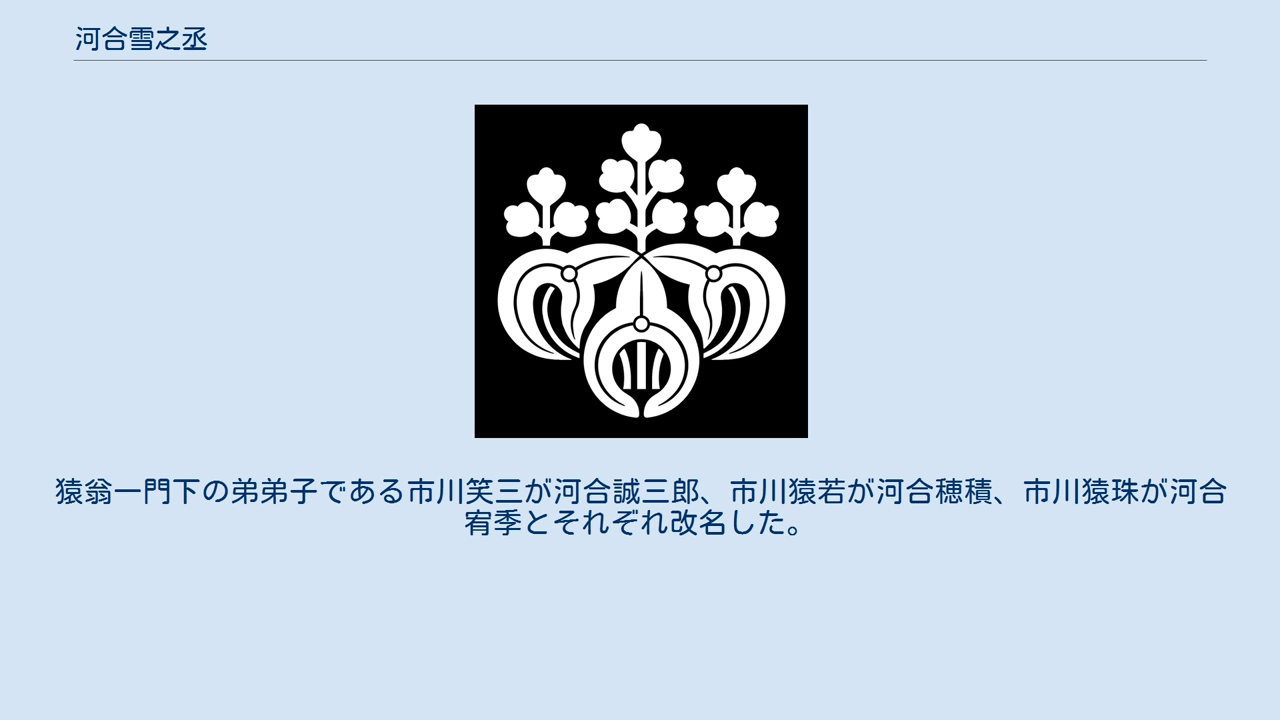 河合雪之丞
猿翁一門下の弟弟子である市川笑三が河合誠三郎、市川猿若が河合穂積、市川猿珠が河合
宥季とそれぞれ改名した。